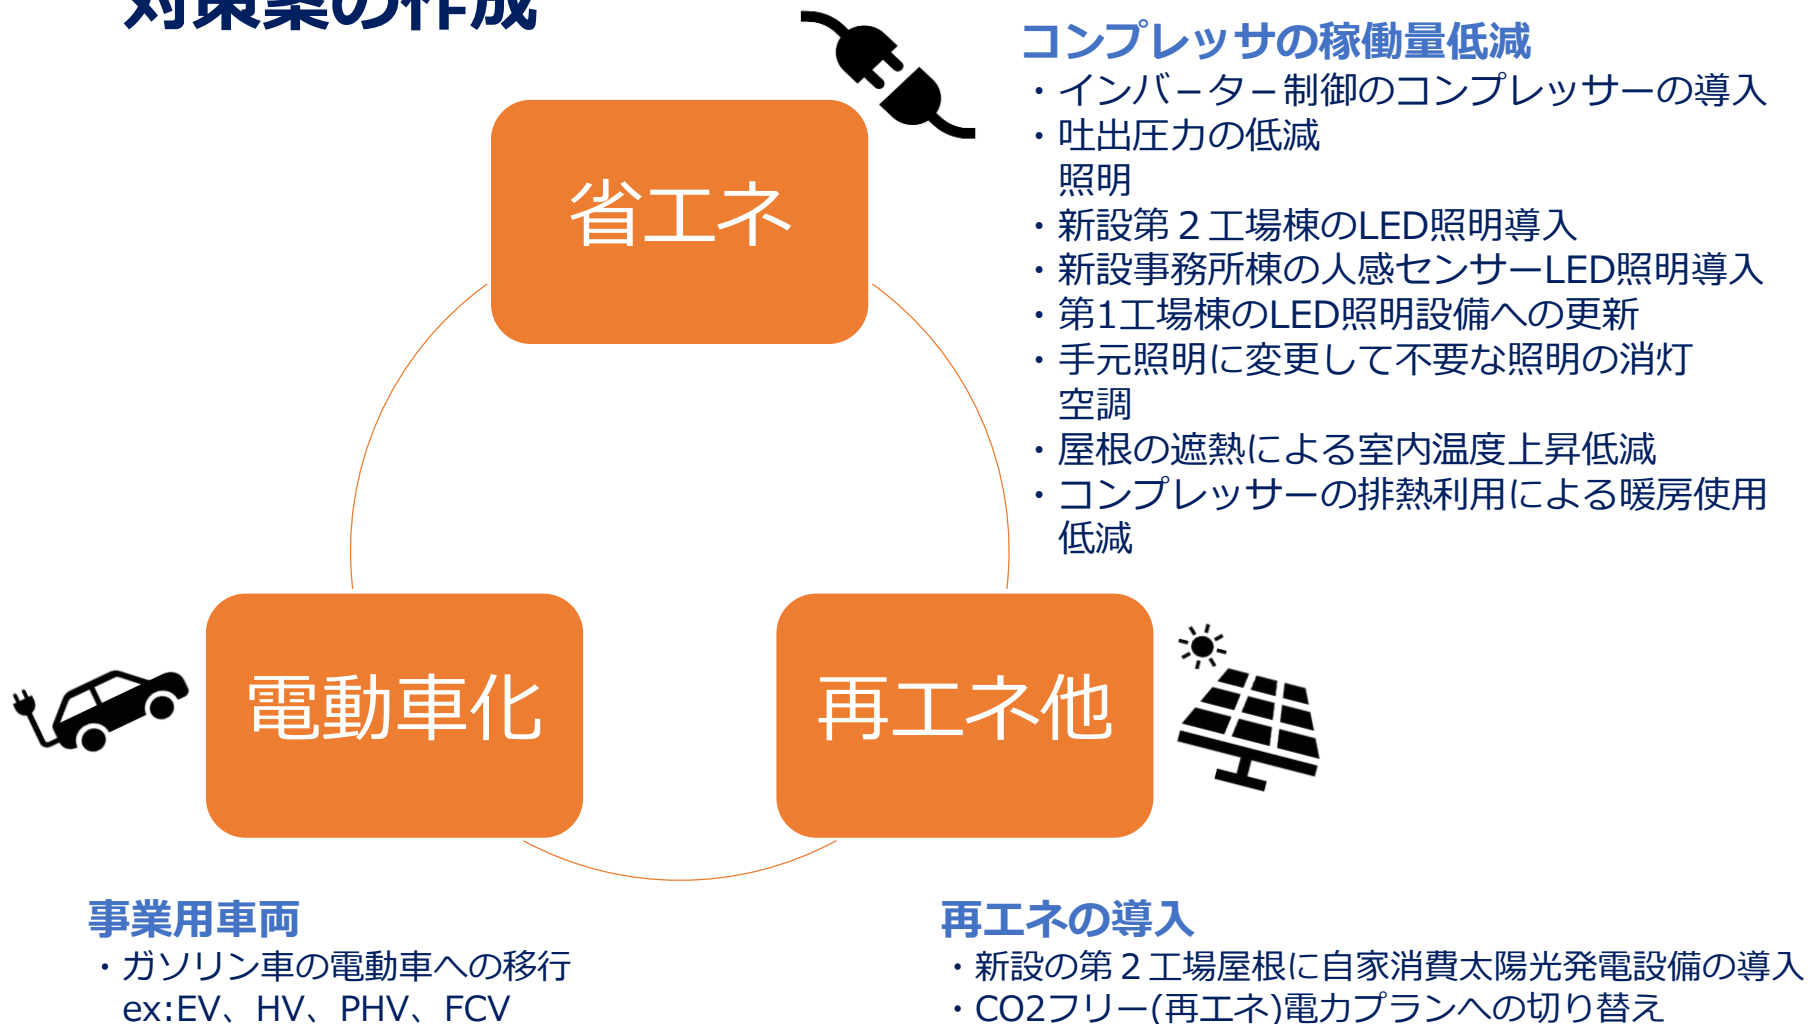 対策案の作成
コンプレッサの稼働量低減
・インバ－タ－制御のコンプレッサーの導入
・吐出圧力の低減
照明
・新設第２工場棟のLED照明導入
・新設事務所棟の人感センサーLED照明導入
・第1工場棟のLED照明設備への更新
・手元照明に変更して不要な照明の消灯
空調
・屋根の遮熱による室内温度上昇低減
・コンプレッサーの排熱利用による暖房使用
低減
省エネ
電動車化
再エネ他
事業用車両
・ガソリン車の電動車への移行
ex:EV、HV、PHV、FCV
再エネの導入
・新設の第２工場屋根に自家消費太陽光発電設備の導入
・CO2フリー(再エネ)電力プランへの切り替え